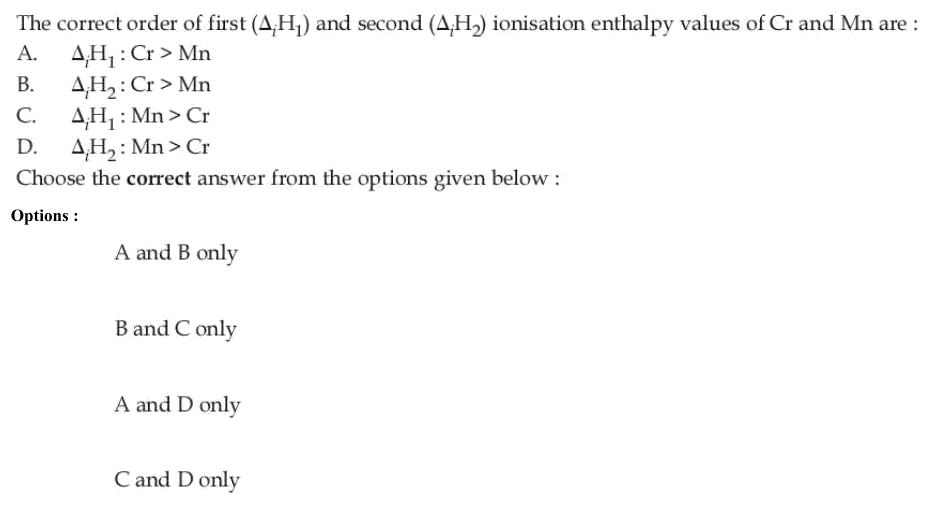 The correct order of first (ΔᵢH₁) and second (ΔᵢH₂) ionisation enthalpy values of Cr and Mn are :
A. ΔᵢH₁ : Cr > Mn
B. ΔᵢH₂ : Cr > Mn
C. ΔᵢH₁ : Mn > Cr
D. ΔᵢH₂ : Mn > Cr
Choose the correct answer from the options given below :
Options :
A and B only
B and C only
A and D only
C and D only